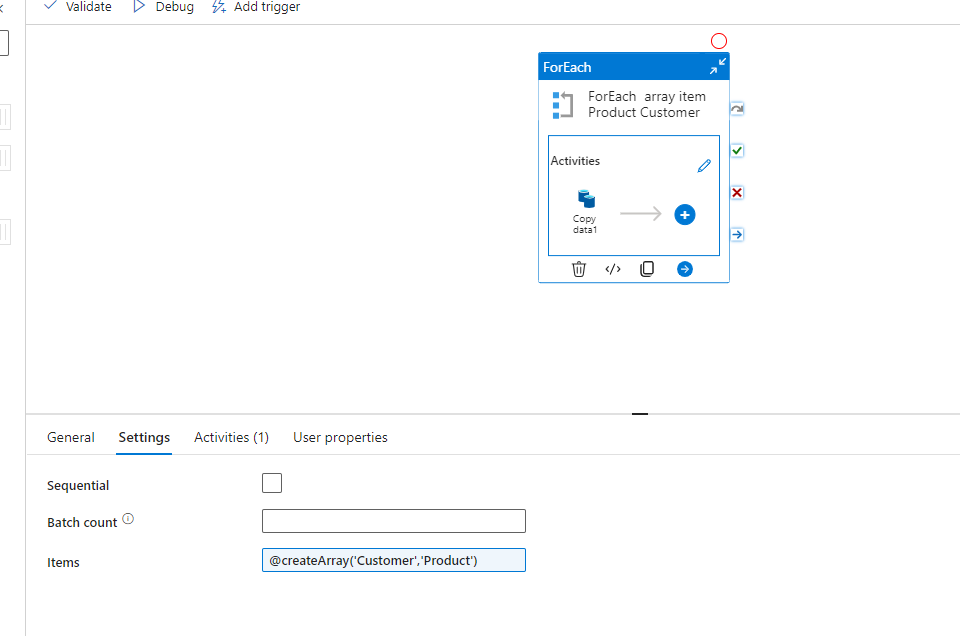 Validate Debug Add trigger
ForEach
ForEach array item
Product Customer
Activities
Copy
data1
</>
General Settings Activities (1) User properties
Sequential
Batch count
Items @createArray('Customer','Product')